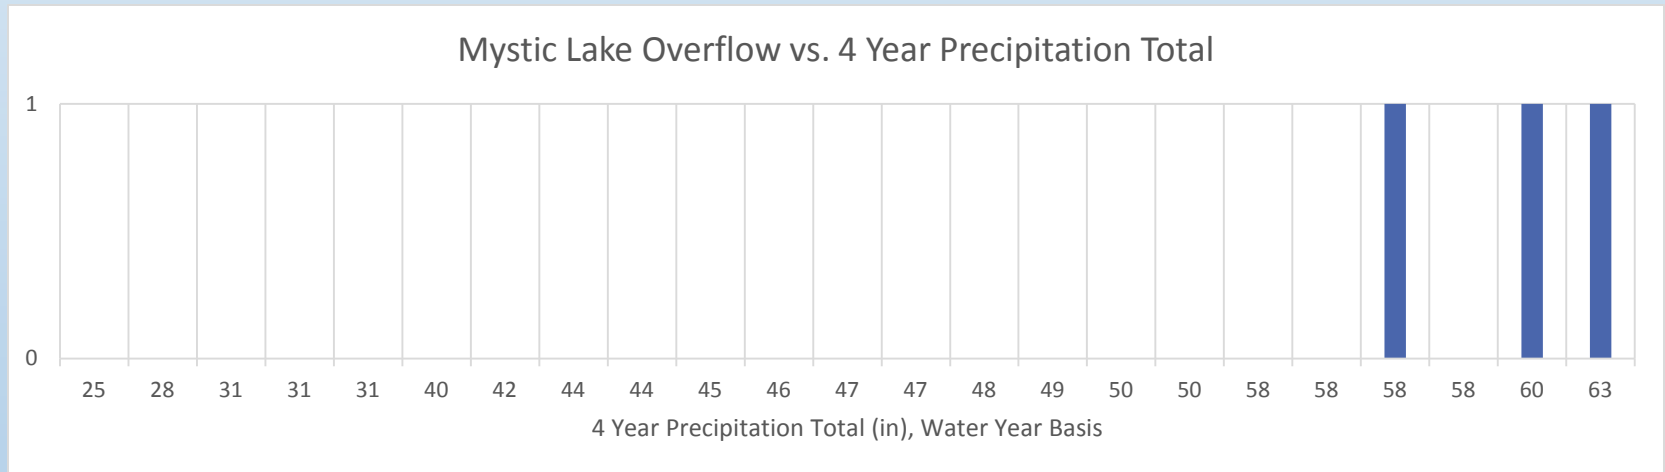 Mystic Lake Overflow vs. 4 Year Precipitation Total
1
0
25 28 31 31 31 40 42 44 44 45 46 47 47 48 49 50 50 58 58 58 58 60 63
4 Year Precipitation Total (in), Water Year Basis